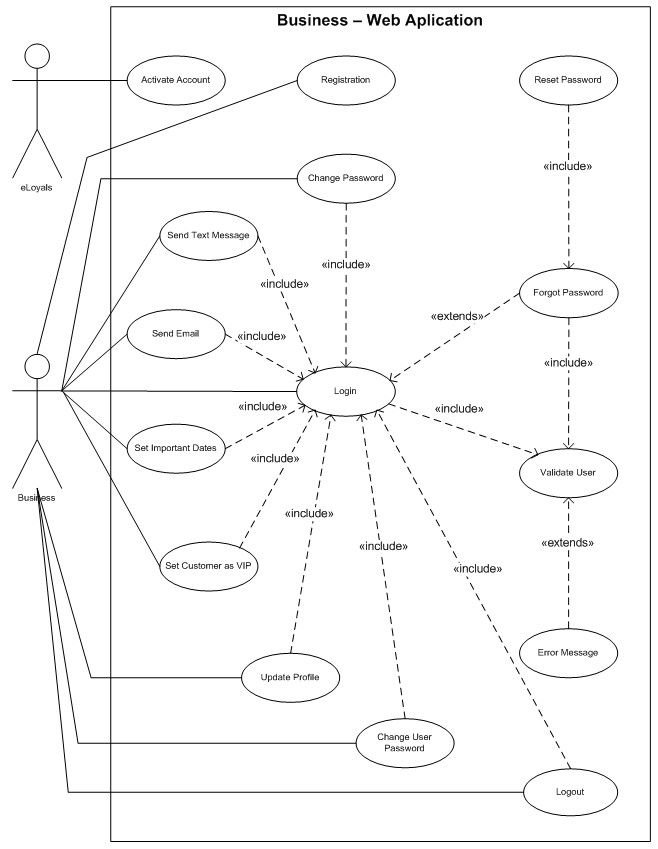 Business – Web Aplication
Activate Account
Registration
Reset Password
«include»
eLoyals
Change Password
Send Text Message
«include»
«include»
Forgot Password
«extends»
Send Email
«include»
«include»
Login
«include»
«include»
Set Important Dates
«include»
Validate User
Business
«include»
«include»
«extends»
Set Customer as VIP
«include»
Error Message
Update Profile
Change User
Password
Logout